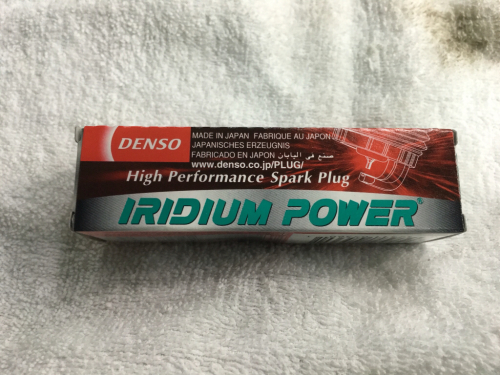 DENSO
MADE IN JAPAN FABRIQUE AU JAPON
JAPANISCHES ERZEUGNIS
FABRICADO EN JAPON صنع في اليابان
www.denso.co.jp/PLUG/
High Performance Spark Plug
IRIDIUM POWER®